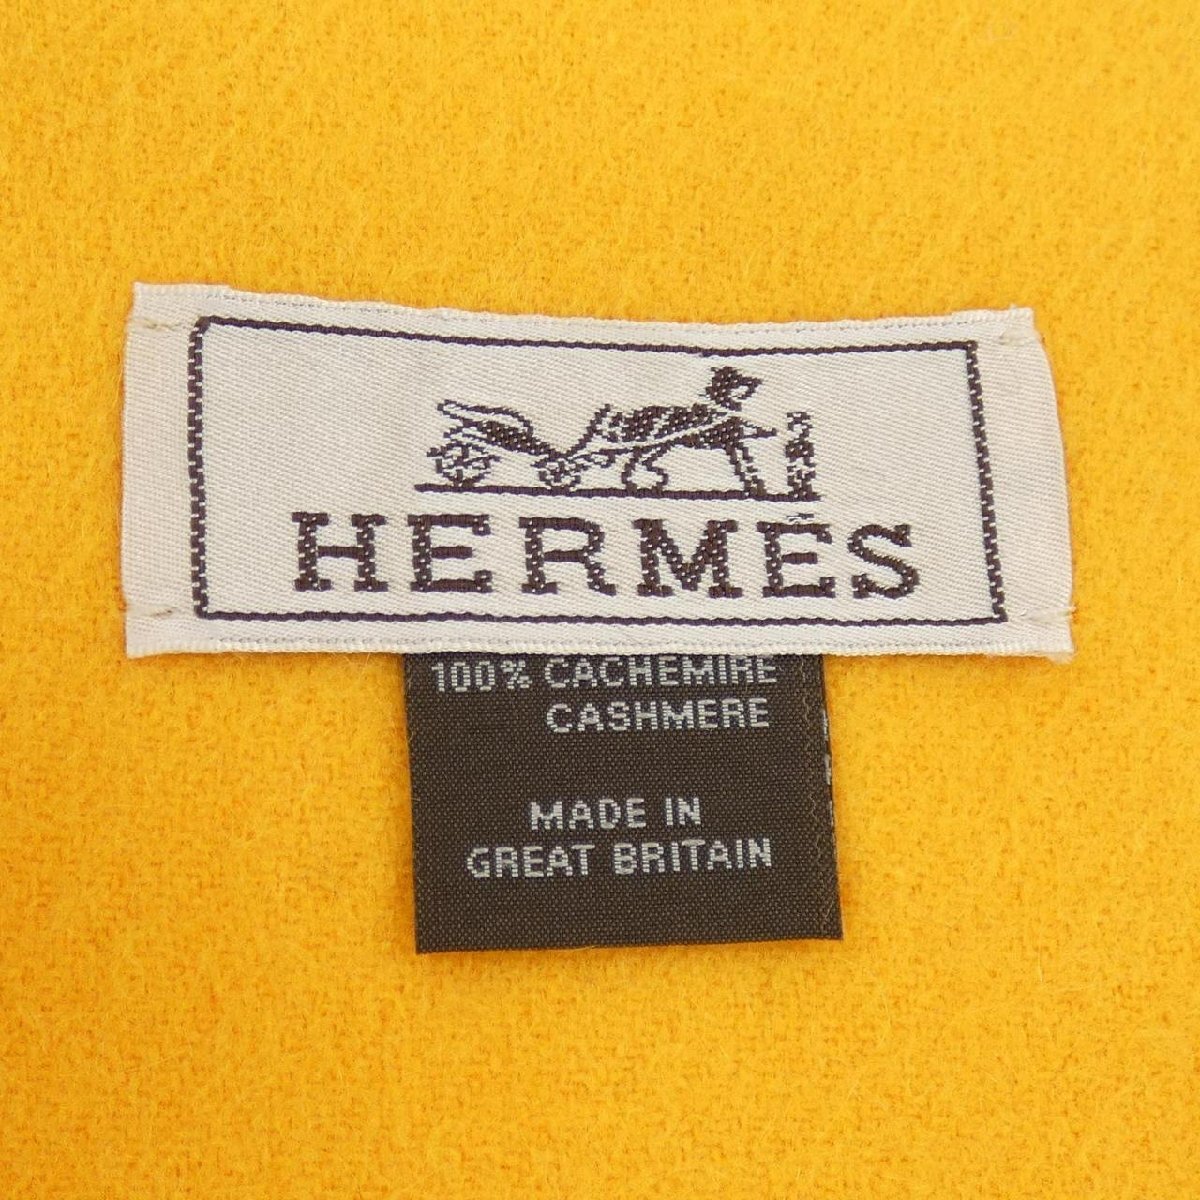 HERMÈS
100% CACHEMIRE
CASHMERE
MADE IN
GREAT BRITAIN